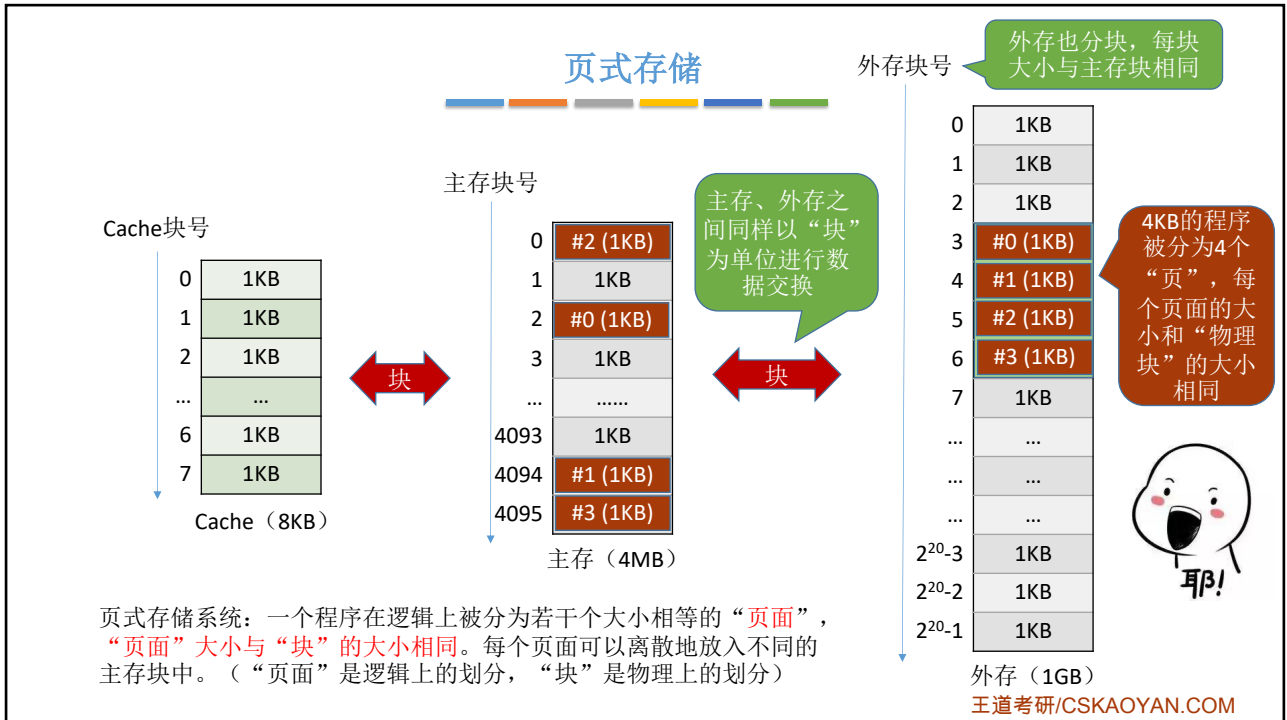 页式存储
外存块号
外存也分块，每块
大小与主存块相同
Cache块号
0 1KB
1 1KB
2 1KB
... ...
6 1KB
7 1KB
Cache（8KB）
块
主存块号
0 #2 (1KB)
1 1KB
2 #0 (1KB)
3 1KB
... ......
4093 1KB
4094 #1 (1KB)
4095 #3 (1KB)
主存（4MB）
主存、外存之
间同样以“块”
为单位进行数
据交换
块
0 1KB
1 1KB
2 1KB
3 #0 (1KB)
4 #1 (1KB)
5 #2 (1KB)
6 #3 (1KB)
7 1KB
... ...
... ...
... ...
2²⁰-3 1KB
2²⁰-2 1KB
2²⁰-1 1KB
外存（1GB）
4KB的程序
被分为4个
“页”，每
个页面的大
小和“物理
块”的大小
相同
耶!
页式存储系统：一个程序在逻辑上被分为若干个大小相等的“页面”，
“页面”大小与“块”的大小相同。每个页面可以离散地放入不同的
主存块中。（“页面”是逻辑上的划分，“块”是物理上的划分）
王道考研/CSKAOYAN.COM